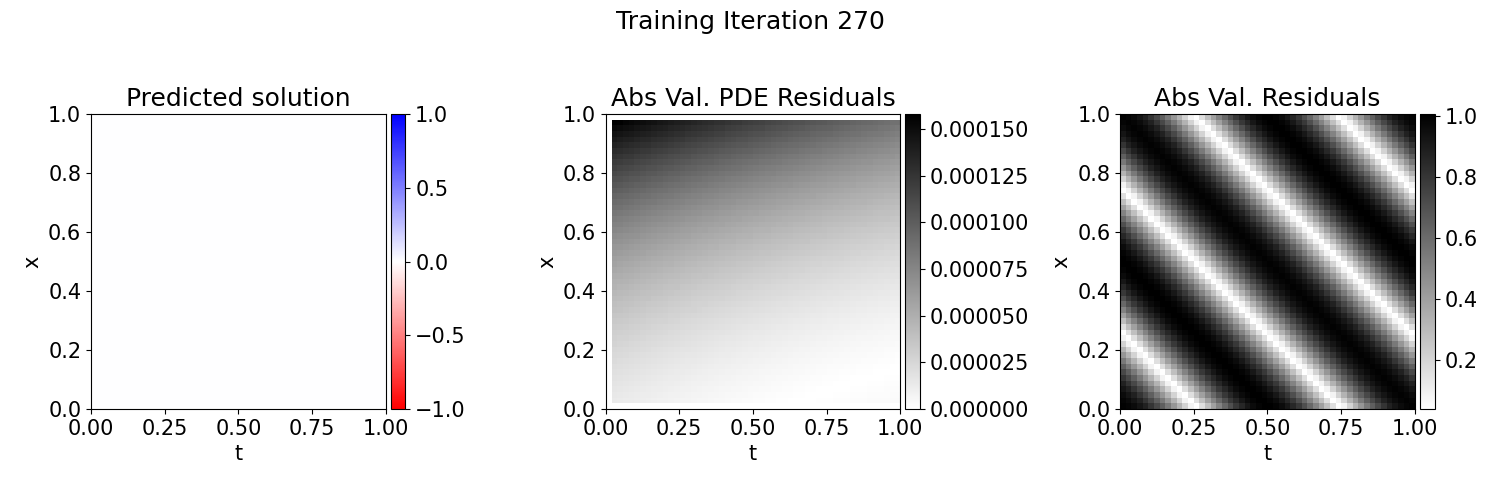 Training Iteration 270
Predicted solution
1.0
0.8
0.6
0.4
0.2
0.0
x
0.00 0.25 0.50 0.75 1.00
t
1.0
0.5
0.0
−0.5
−1.0
Abs Val. PDE Residuals
1.0
0.8
0.6
0.4
0.2
0.0
x
0.00 0.25 0.50 0.75 1.00
t
0.000150
0.000125
0.000100
0.000075
0.000050
0.000025
0.000000
Abs Val. Residuals
1.0
0.8
0.6
0.4
0.2
0.0
x
0.00 0.25 0.50 0.75 1.00
t
1.0
0.8
0.6
0.4
0.2